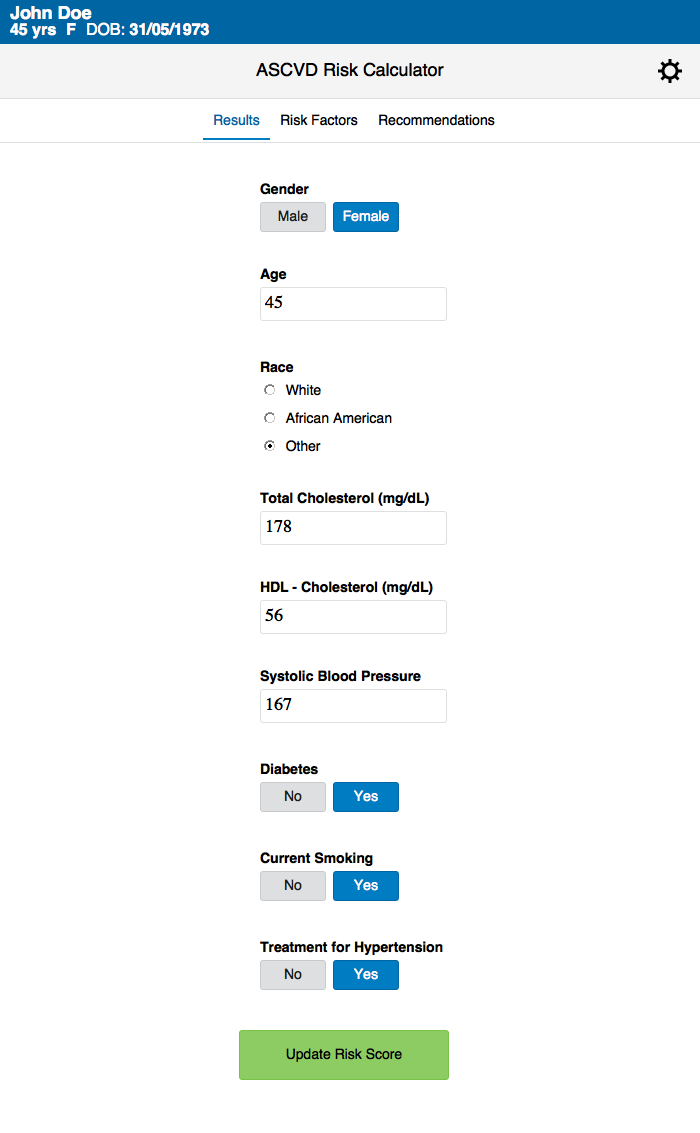 John Doe
45 yrs F DOB: 31/05/1973
ASCVD Risk Calculator
Results Risk Factors Recommendations
Gender
Male Female
Age
45
Race
White
African American
Other
Total Cholesterol (mg/dL)
178
HDL - Cholesterol (mg/dL)
56
Systolic Blood Pressure
167
Diabetes
No Yes
Current Smoking
No Yes
Treatment for Hypertension
No Yes
Update Risk Score